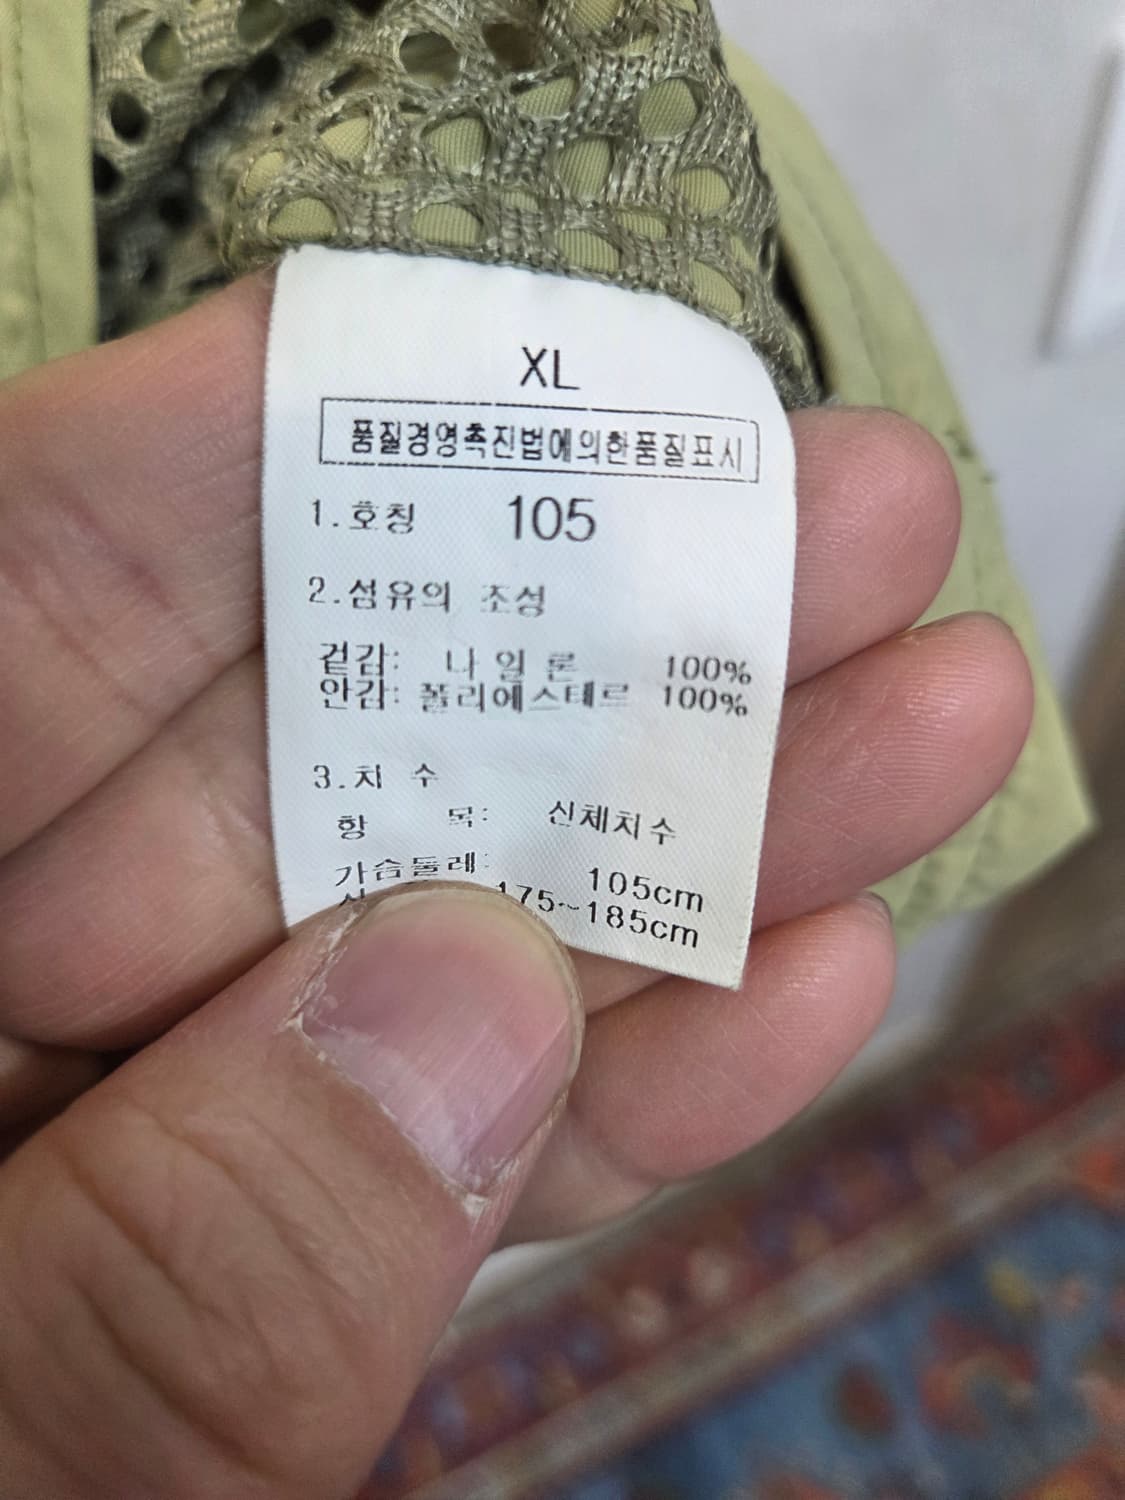 XL
품질경영촉진법에의한품질표시
1.호칭 105
2.섬유의 조성
겉감: 나 일 론 100%
안감: 폴리에스테르 100%
3.치 수
항 목: 신체치수
가슴둘레: 105cm
175~185cm